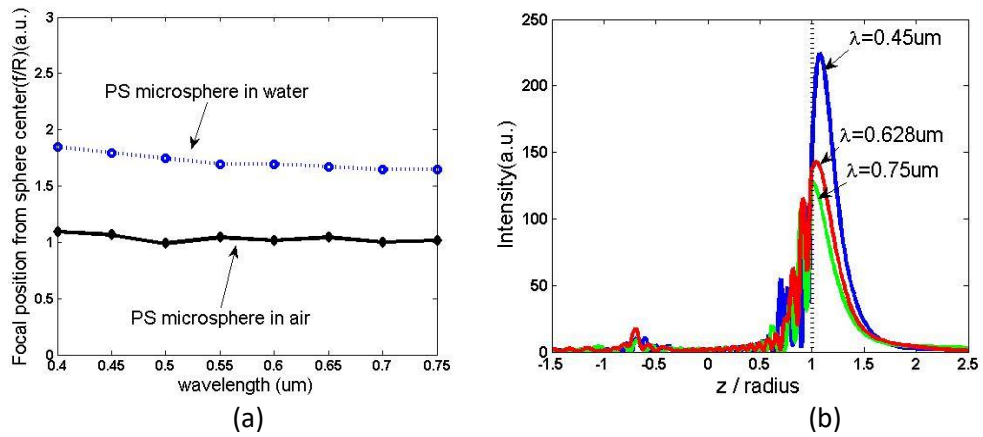 Focal position from sphere center(f/R)(a.u.)
3
2.5
2
1.5
1
0.5
0
PS microsphere in water
PS microsphere in air
0.4 0.45 0.5 0.55 0.6 0.65 0.7 0.75
wavelength (um)
(a)
Intensity(a.u.)
250
200
150
100
50
0
λ=0.45um
λ=0.628um
λ=0.75um
-1.5 -1 -0.5 0 0.5 1 1.5 2 2.5
z / radius
(b)